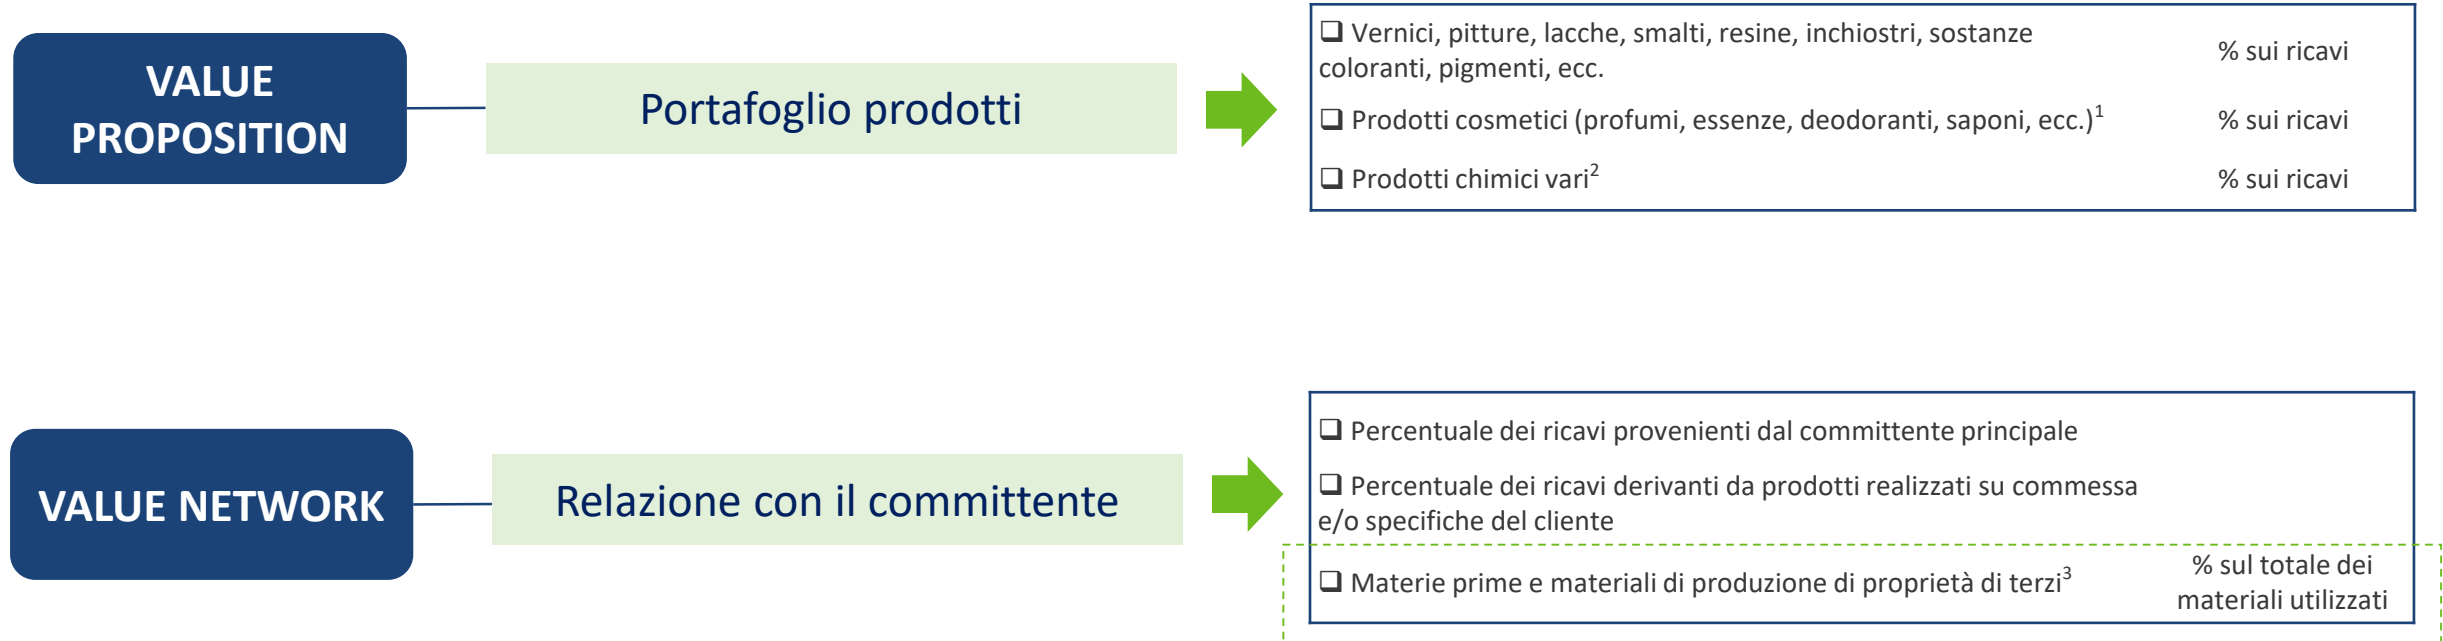 VALUE
PROPOSITION
Portafoglio prodotti
❑ Vernici, pitture, lacche, smalti, resine, inchiostri, sostanze
coloranti, pigmenti, ecc.
% sui ricavi
❑ Prodotti cosmetici (profumi, essenze, deodoranti, saponi, ecc.)¹
% sui ricavi
❑ Prodotti chimici vari²
% sui ricavi
VALUE NETWORK
Relazione con il committente
❑ Percentuale dei ricavi provenienti dal committente principale
❑ Percentuale dei ricavi derivanti da prodotti realizzati su commessa
e/o specifiche del cliente
❑ Materie prime e materiali di produzione di proprietà di terzi³
% sul totale dei
materiali utilizzati